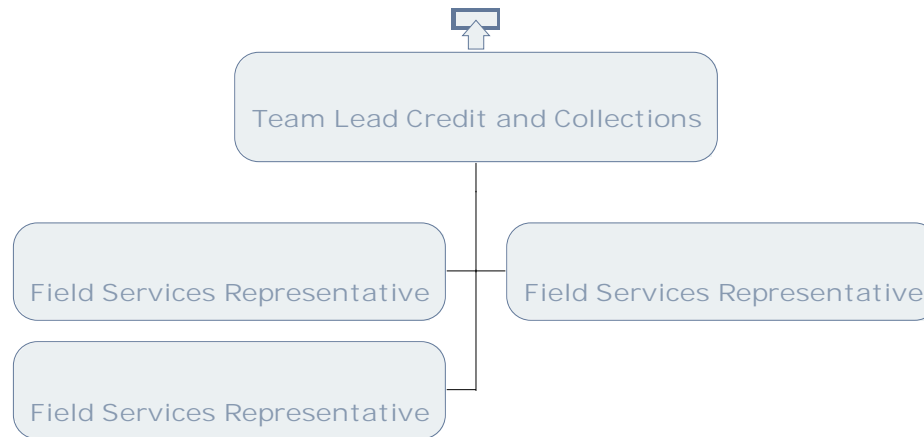 Team Lead Credit and Collections
Field Services Representative
Field Services Representative
Field Services Representative